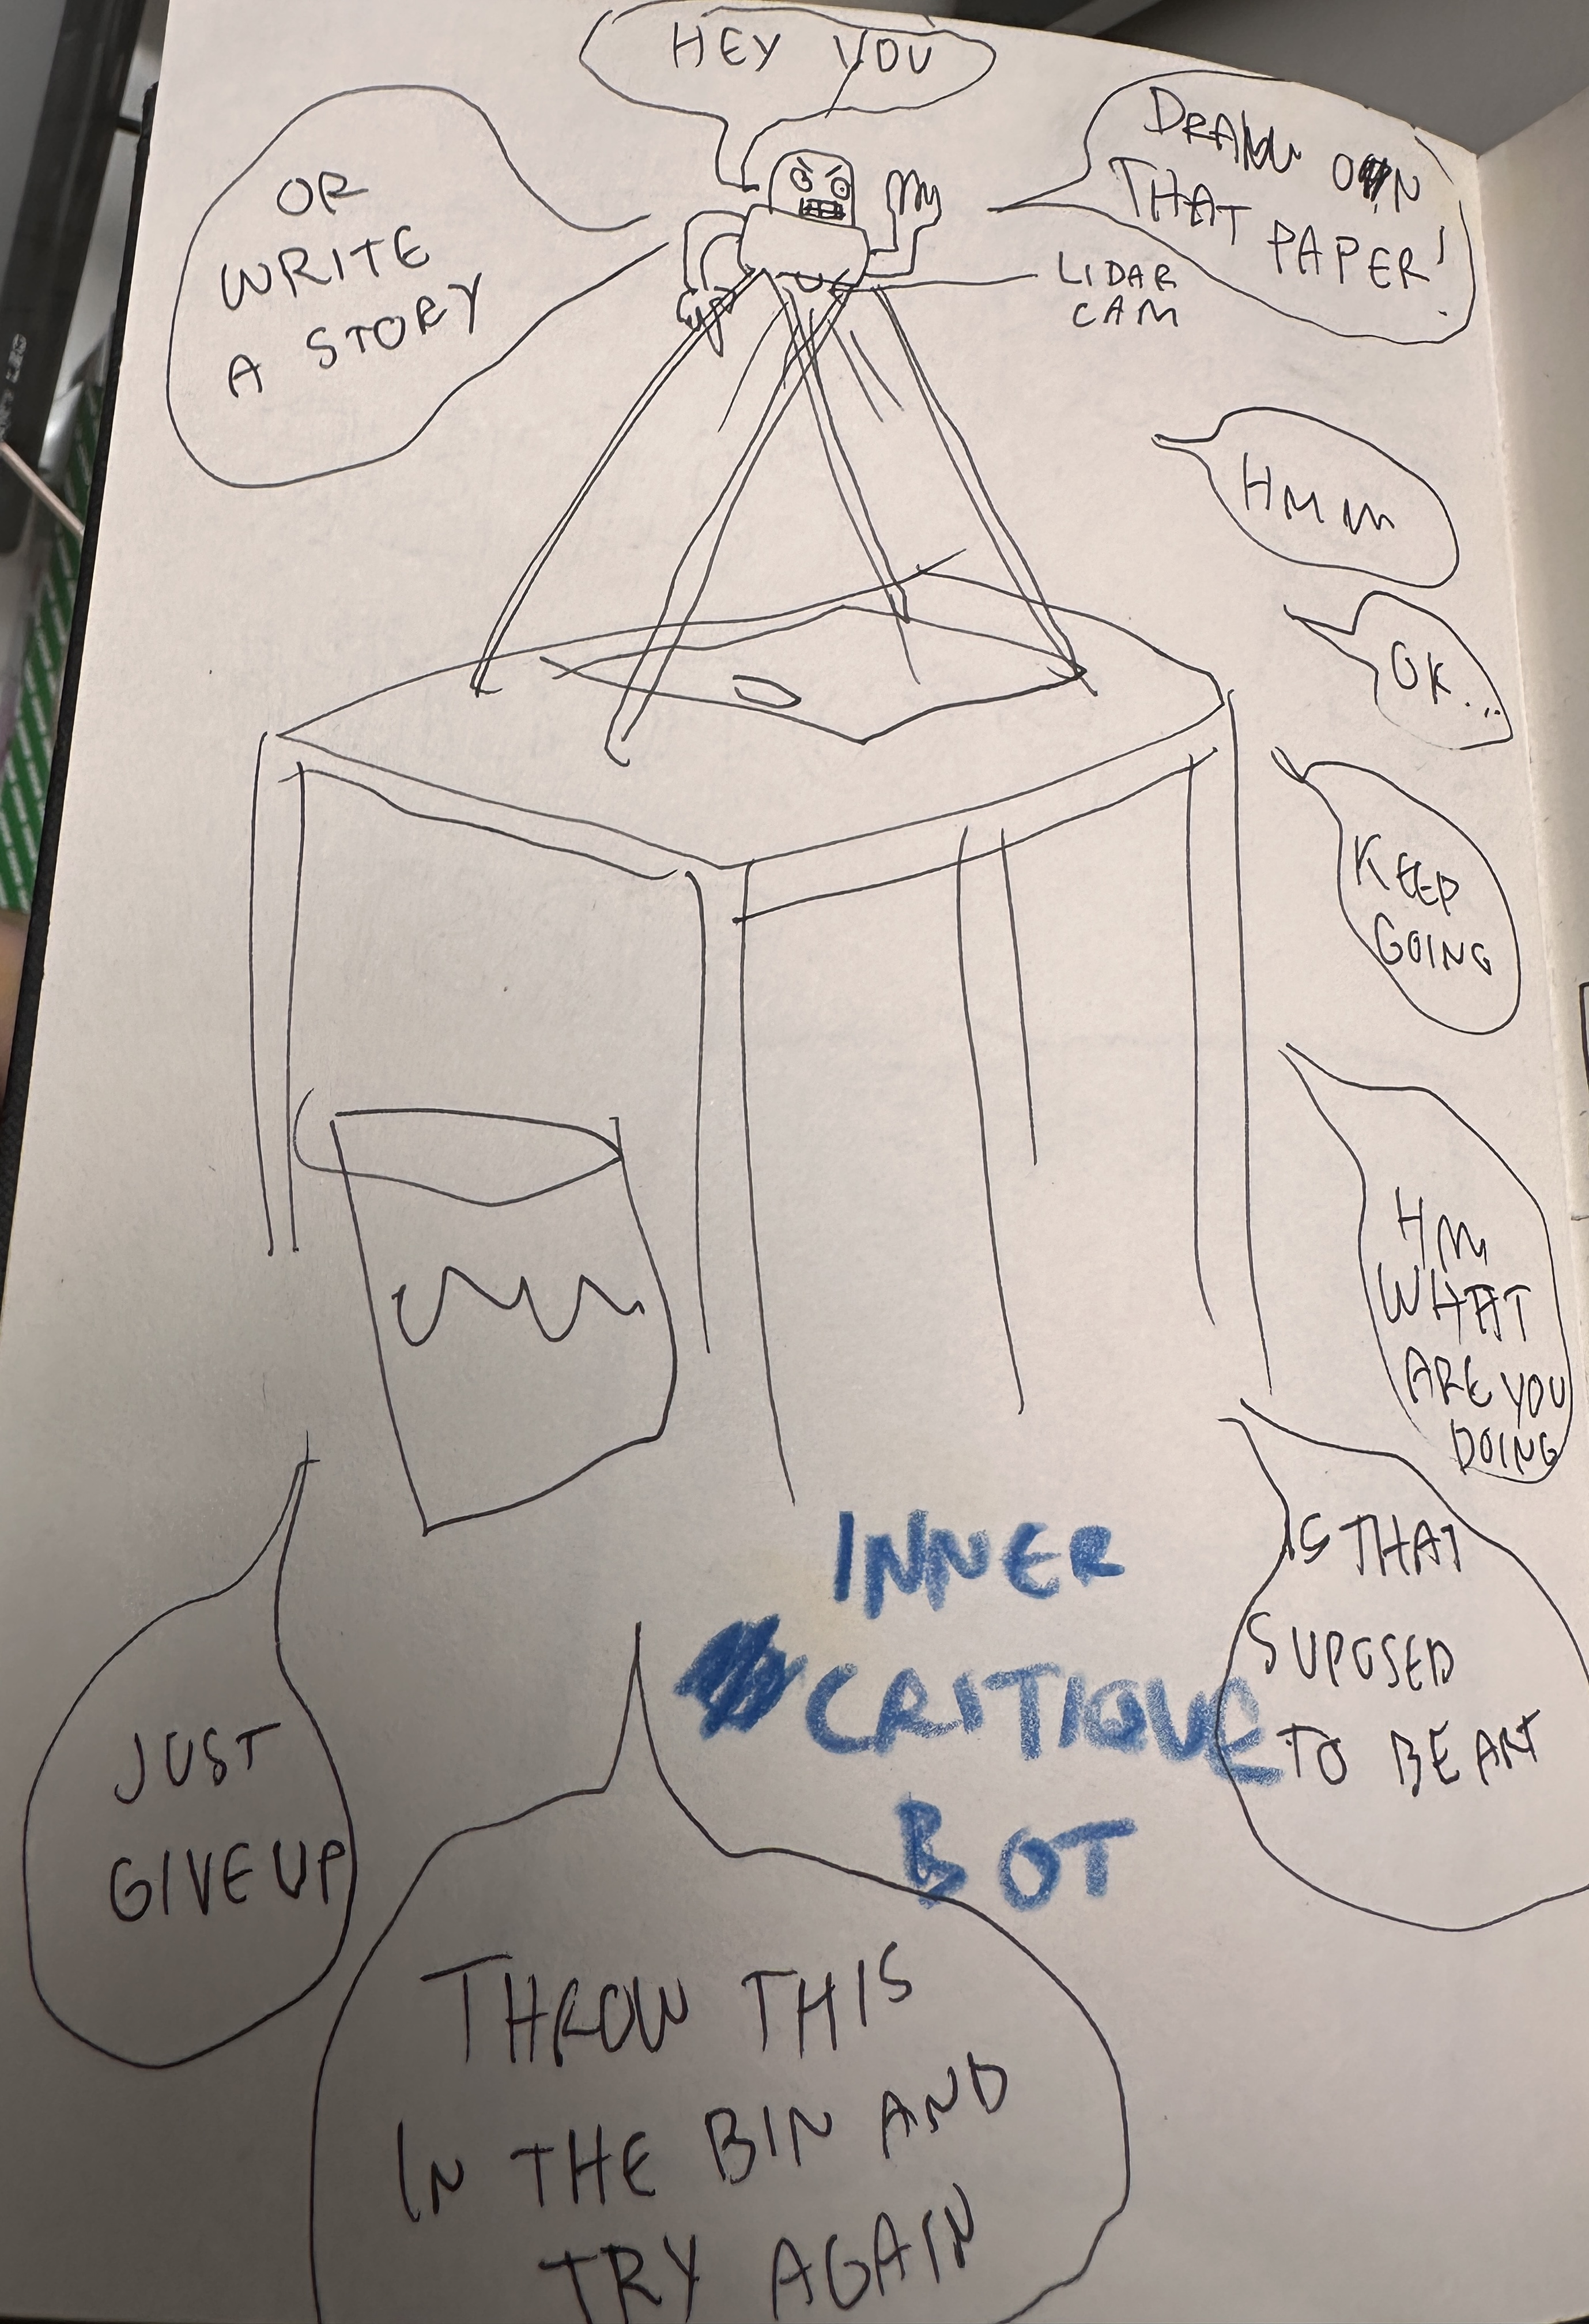 HEY YOU
OR
WRITE
A STORY
DRAW ON
THAT
PAPER!
LIDAR
CAM
HMM
OK...
KEEP
GOING
HM
WHAT
ARE YOU
DOING
IS THAT
SUPOSED
TO BE ART
INNER
CRITIQUE
BOT
JUST
GIVE UP
THROW THIS
IN THE BIN AND
TRY AGAIN